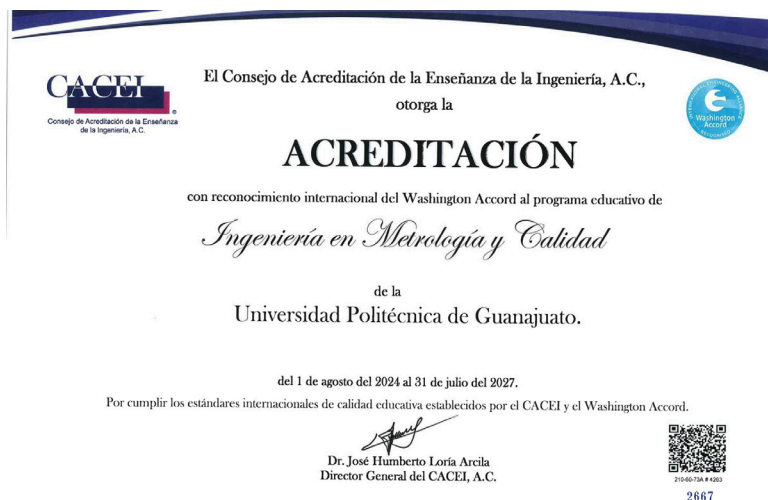 CACEI
®
Consejo de Acreditación de la Enseñanza
de la Ingeniería, A.C.
El Consejo de Acreditación de la Enseñanza de la Ingeniería, A.C.,
otorga la
ACREDITACIÓN
Washington
Accord
con reconocimiento internacional del Washington Accord al programa educativo de
Ingeniería en Metrología y Calidad
de la
Universidad Politécnica de Guanajuato.
del 1 de agosto del 2024 al 31 de julio del 2027.
Por cumplir los estándares internacionales de calidad educativa establecidos por el CACEI y el Washington Accord.
Dr. José Humberto Loría Arcila
Director General del CACEI, A.C.
210-60-73A # 4263
2667